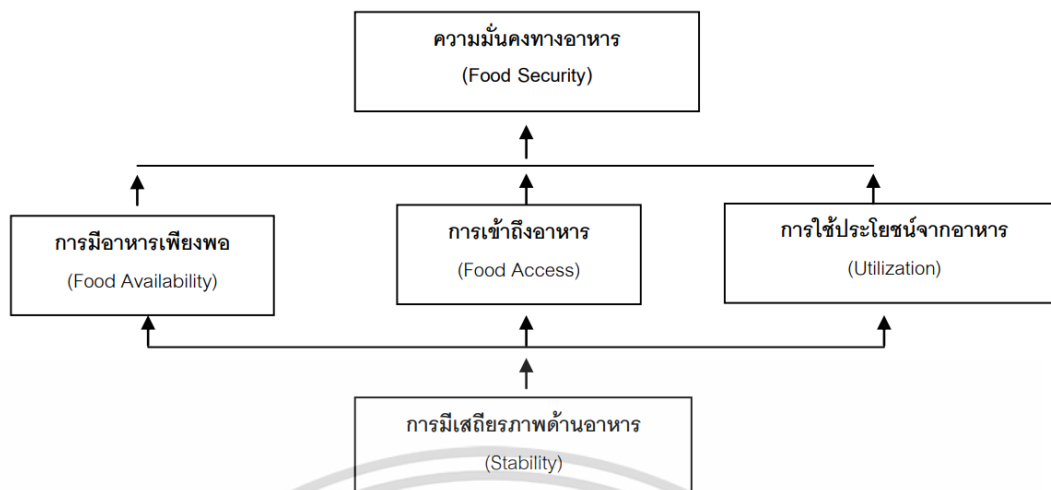 ความมั่นคงทางอาหาร
(Food Security)
การมีอาหารเพียงพอ
(Food Availability)
การเข้าถึงอาหาร
(Food Access)
การใช้ประโยชน์จากอาหาร
(Utilization)
การมีเสถียรภาพด้านอาหาร
(Stability)